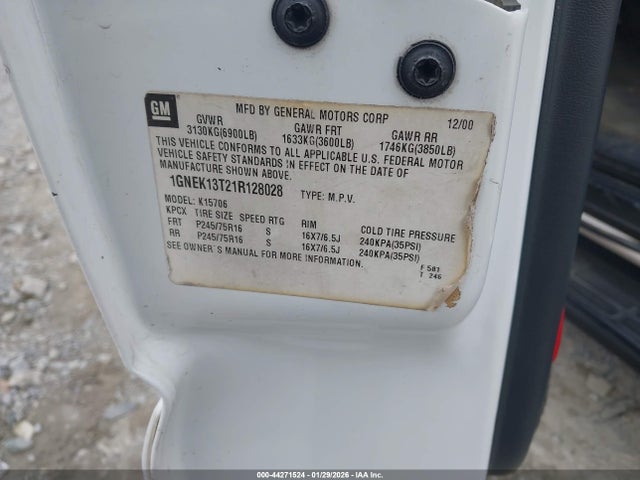 GM
MFD BY GENERAL MOTORS CORP 12/00
GVWR GAWR FRT GAWR RR
3130KG(6900LB) 1633KG(3600LB) 1746KG(3850LB)
THIS VEHICLE CONFORMS TO ALL APPLICABLE U.S. FEDERAL MOTOR
VEHICLE SAFETY STANDARDS IN EFFECT ON THE DATE OF
MANUFACTURE SHOWN ABOVE.
1GNEK13T21R128028 TYPE: M.P.V.
MODEL: K15706
KPCX TIRE SIZE SPEED RTG RIM COLD TIRE PRESSURE
FRT P245/75R16 S 16X7/6.5J 240KPA(35PSI)
RR P245/75R16 S 16X7/6.5J 240KPA(35PSI)
SEE OWNER'S MANUAL FOR MORE INFORMATION.
F 581
T 246
000-44271524 | 01/29/2026 | IAAI.COM